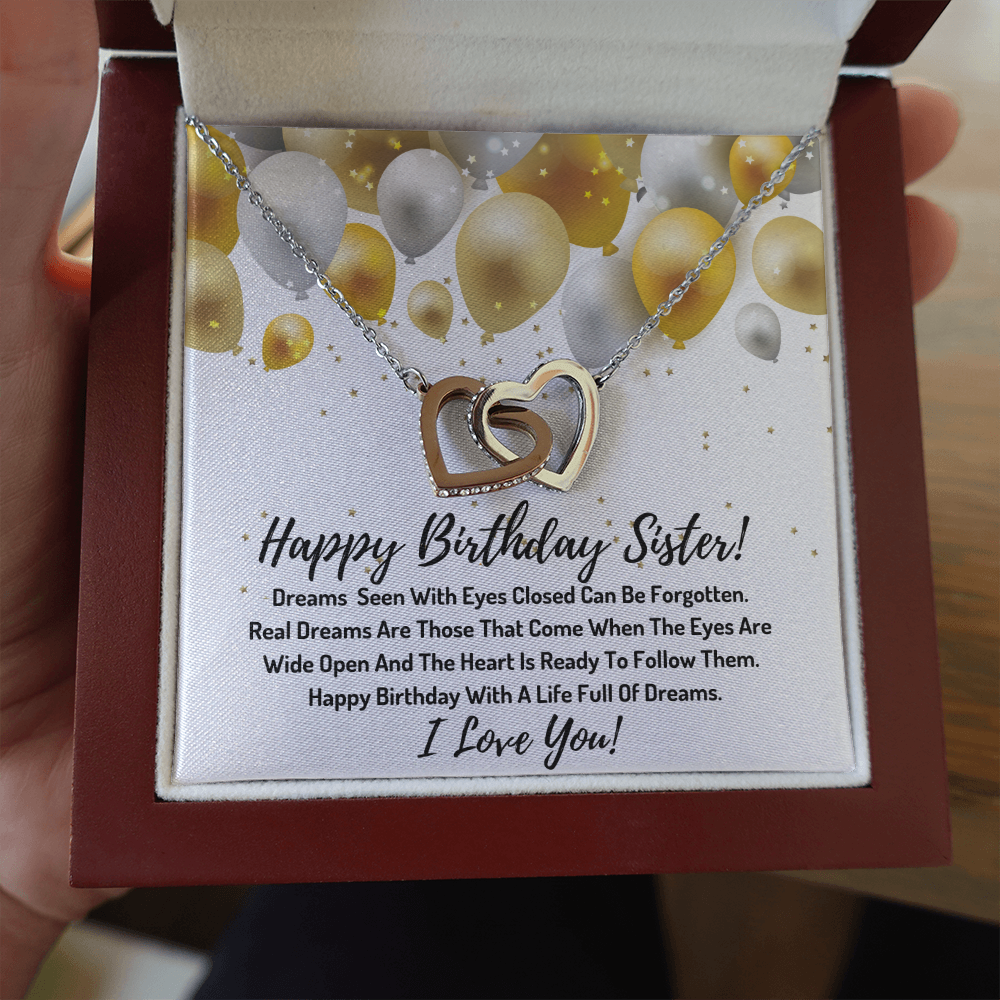 Happy Birthday Sister!
Dreams Seen With Eyes Closed Can Be Forgotten.
Real Dreams Are Those That Come When The Eyes Are
Wide Open And The Heart Is Ready To Follow Them.
Happy Birthday With A Life Full Of Dreams.
I Love You!